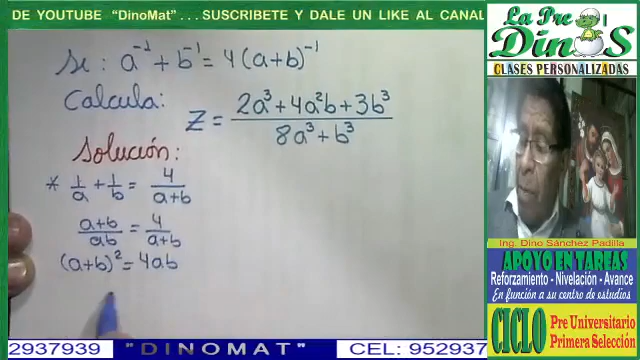 DE YOUTUBE "DinoMat" . . . SUSCRIBETE Y DALE UN LIKE AL CANAL
La Pre
DinoS
CLASES PERSONALIZADAS
Si: a⁻¹ + b⁻¹ = 4(a+b)⁻¹
Calcula:
Z = (2a³ + 4a²b + 3b³)/(8a³ + b³)
Solución:
* 1/a + 1/b = 4/(a+b)
(a+b)/ab = 4/(a+b)
(a+b)² = 4ab
Ing. Dino Sánchez Padilla
APOYO EN TAREAS
Reforzamiento - Nivelación - Avance
En función a su centro de estudios
CICLO Pre Universitario
Primera Selección
2937939 "DINOMAT" CEL: 952937